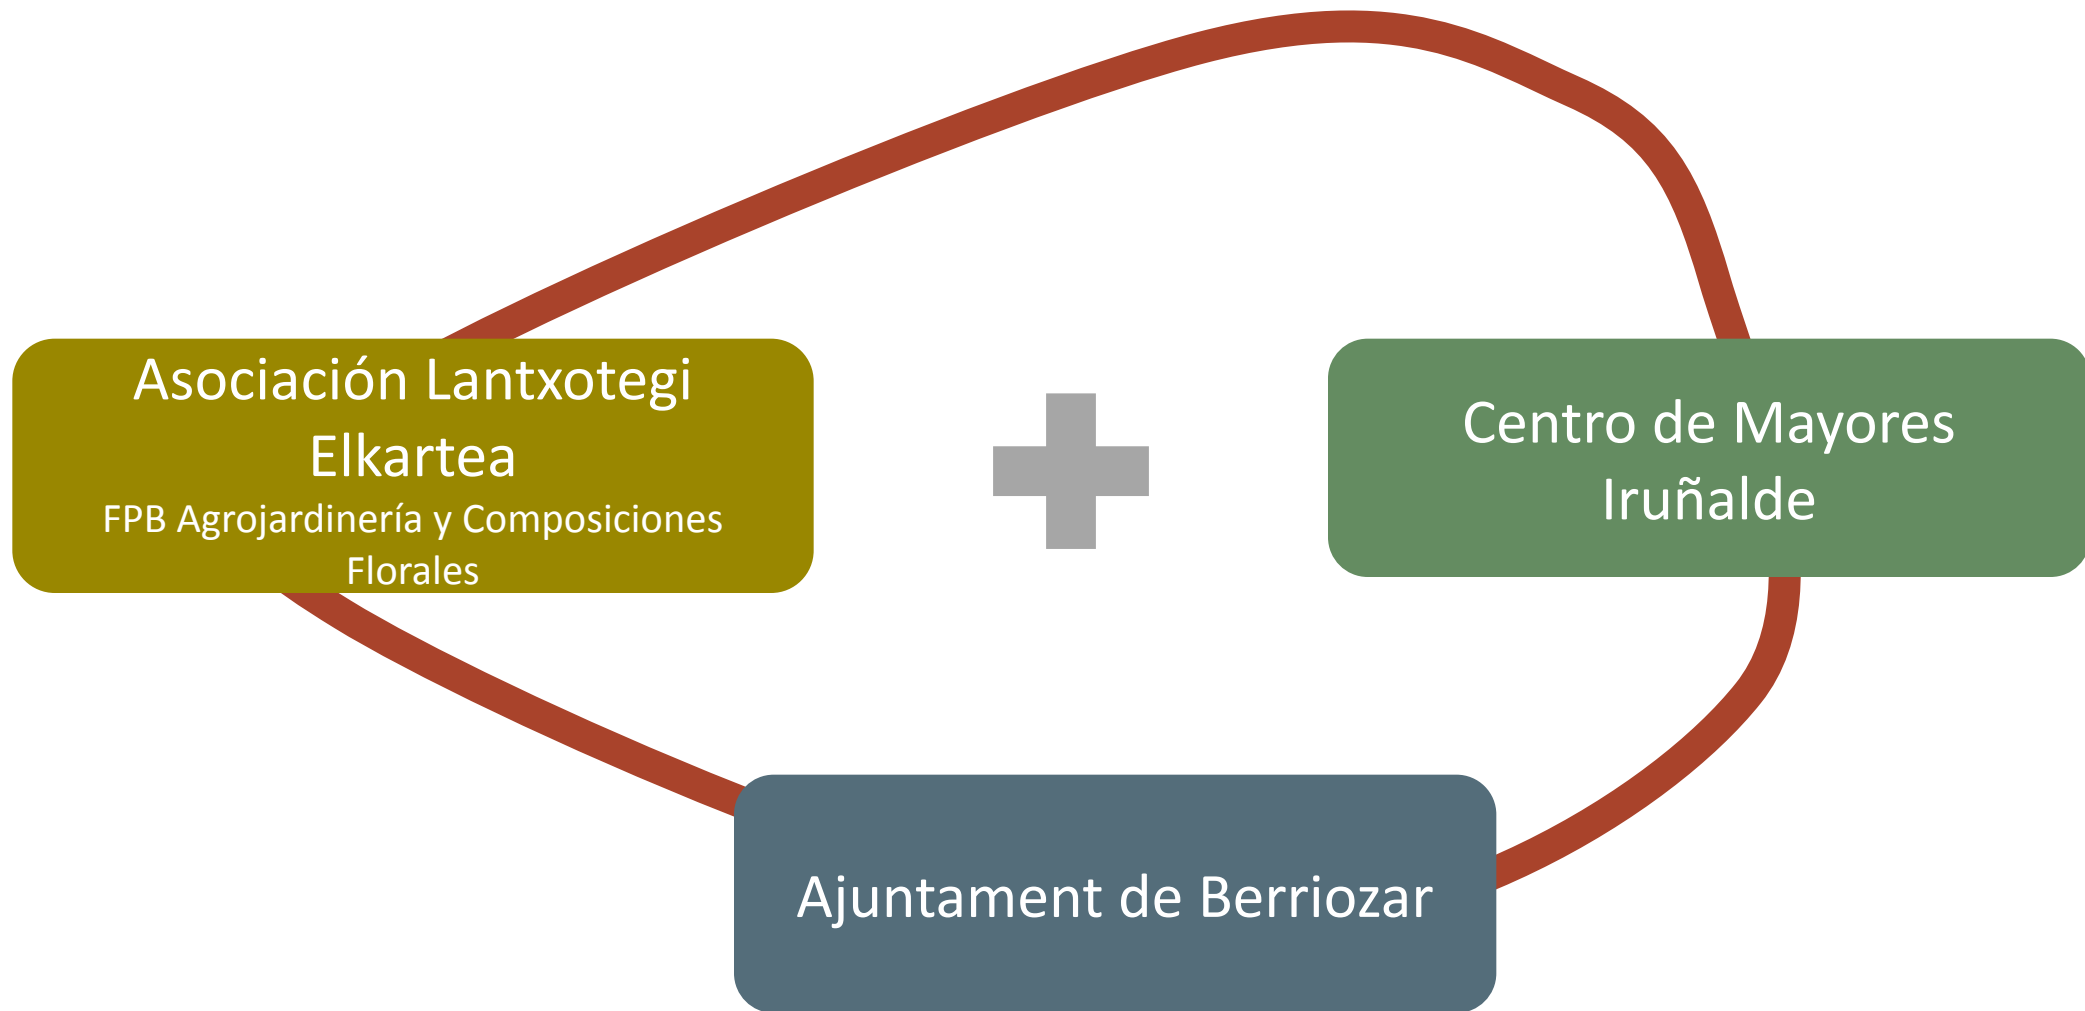 Asociación Lantxotegi
Elkartea
FPB Agrojardinería y Composiciones
Florales
Centro de Mayores
Iruñalde
Ajuntament de Berriozar